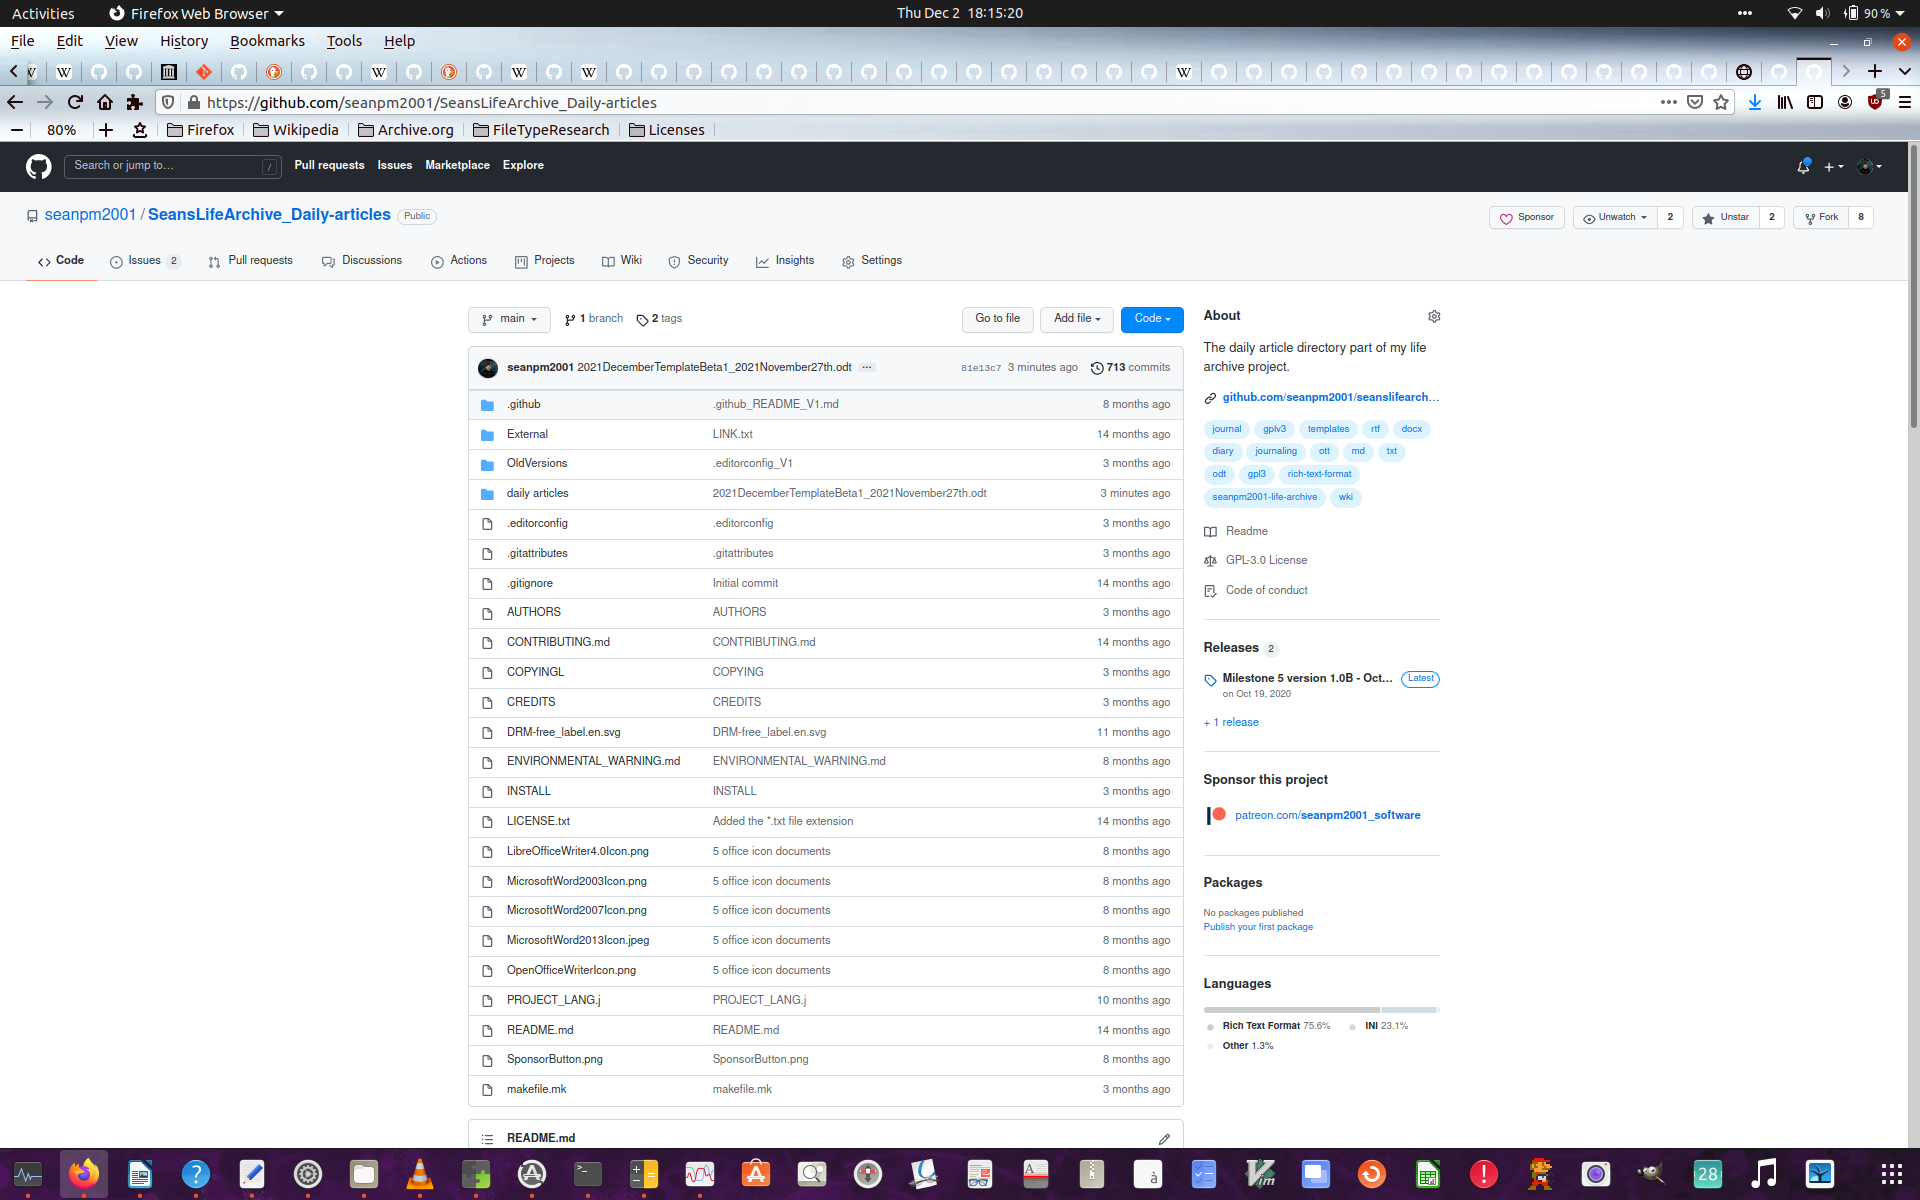 Activities Firefox Web Browser Thu Dec 2 18:15:20 90 %
File Edit View History Bookmarks Tools Help
https://github.com/seanpm2001/SeansLifeArchive_Daily-articles 5
80% Firefox Wikipedia Archive.org FileTypeResearch Licenses
Search or jump to… / Pull requests Issues Marketplace Explore
seanpm2001 / SeansLifeArchive_Daily-articles Public Sponsor Unwatch 2 Unstar 2 Fork 8
Code Issues 2 Pull requests Discussions Actions Projects Wiki Security Insights Settings
main 1 branch 2 tags Go to file Add file Code
seanpm2001 2021DecemberTemplateBeta1_2021November27th.odt … 81e13c7 3 minutes ago 713 commits
.github .github_README_V1.md 8 months ago
External LINK.txt 14 months ago
OldVersions .editorconfig_V1 3 months ago
daily articles 2021DecemberTemplateBeta1_2021November27th.odt 3 minutes ago
.editorconfig .editorconfig 3 months ago
.gitattributes .gitattributes 3 months ago
.gitignore Initial commit 14 months ago
AUTHORS AUTHORS 3 months ago
CONTRIBUTING.md CONTRIBUTING.md 14 months ago
COPYINGL COPYING 3 months ago
CREDITS CREDITS 3 months ago
DRM-free_label.en.svg DRM-free_label.en.svg 11 months ago
ENVIRONMENTAL_WARNING.md ENVIRONMENTAL_WARNING.md 8 months ago
INSTALL INSTALL 3 months ago
LICENSE.txt Added the *.txt file extension 14 months ago
LibreOfficeWriter4.0Icon.png 5 office icon documents 8 months ago
MicrosoftWord2003Icon.png 5 office icon documents 8 months ago
MicrosoftWord2007Icon.png 5 office icon documents 8 months ago
MicrosoftWord2013Icon.jpeg 5 office icon documents 8 months ago
OpenOfficeWriterIcon.png 5 office icon documents 8 months ago
PROJECT_LANG.j PROJECT_LANG.j 10 months ago
README.md README.md 14 months ago
SponsorButton.png SponsorButton.png 8 months ago
makefile.mk makefile.mk 3 months ago
README.md
About
The daily article directory part of my life
archive project.
github.com/seanpm2001/seanslifearch…
journal gplv3 templates rtf docx
diary journaling ott md txt
odt gpl3 rich-text-format
seanpm2001-life-archive wki
Readme
GPL-3.0 License
Code of conduct
Releases 2
Milestone 5 version 1.0B - Oct… Latest
on Oct 19, 2020
+ 1 release
Sponsor this project
patreon.com/seanpm2001_software
Packages
No packages published
Publish your first package
Languages
Rich Text Format 75.6% INI 23.1%
Other 1.3%
28